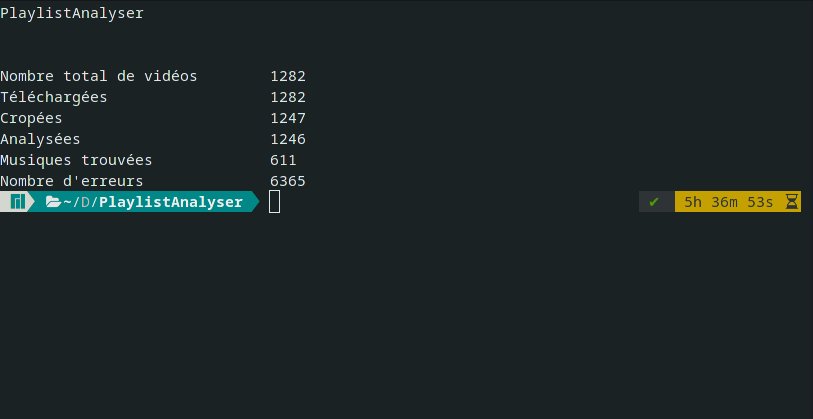 PlaylistAnalyser
Nombre total de vidéos 1282
Téléchargées 1282
Cropées 1247
Analysées 1246
Musiques trouvées 611
Nombre d'erreurs 6365
~/D/PlaylistAnalyser ✔ 5h 36m 53s